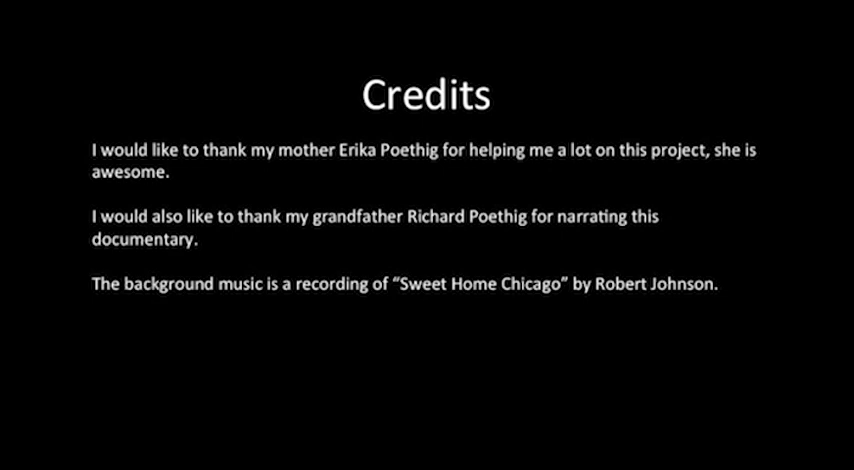 Credits
I would like to thank my mother Erika Poethig for helping me a lot on this project, she is
awesome.
I would also like to thank my grandfather Richard Poethig for narrating this
documentary.
The background music is a recording of “Sweet Home Chicago” by Robert Johnson.